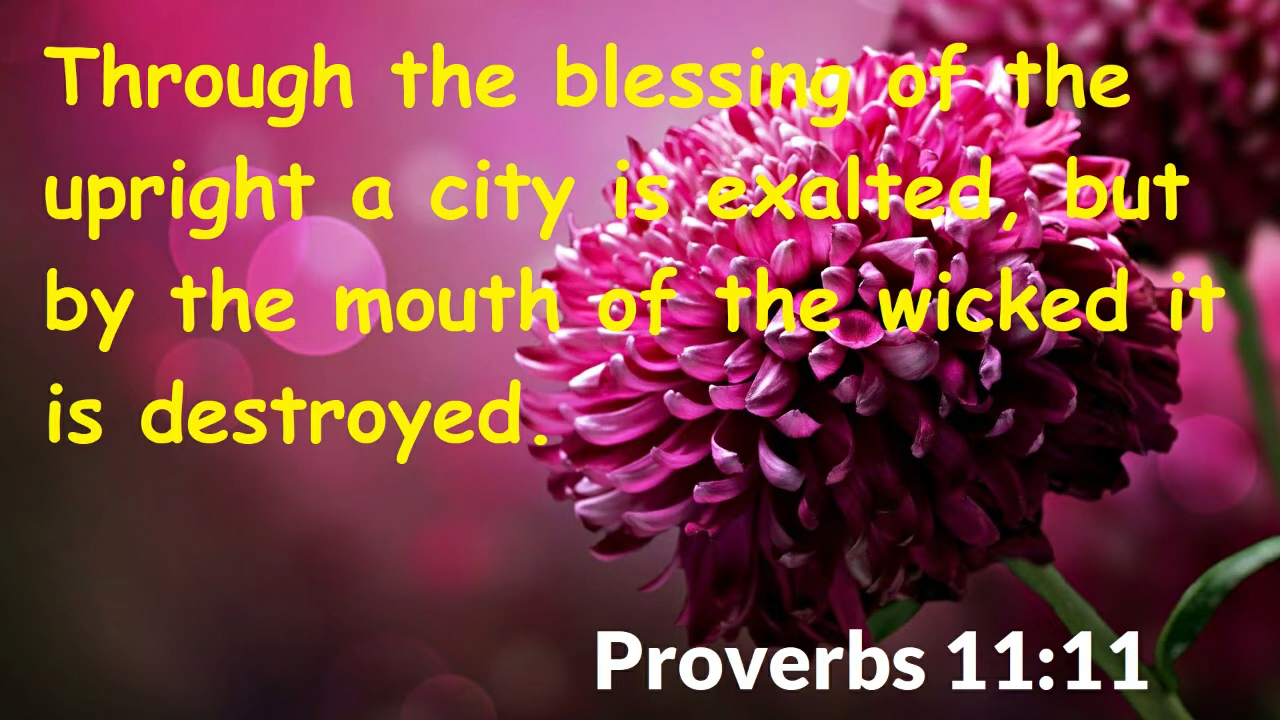 Through the blessing of the
upright a city is exalted, but
by the mouth of the wicked it
is destroyed.
Proverbs 11:11